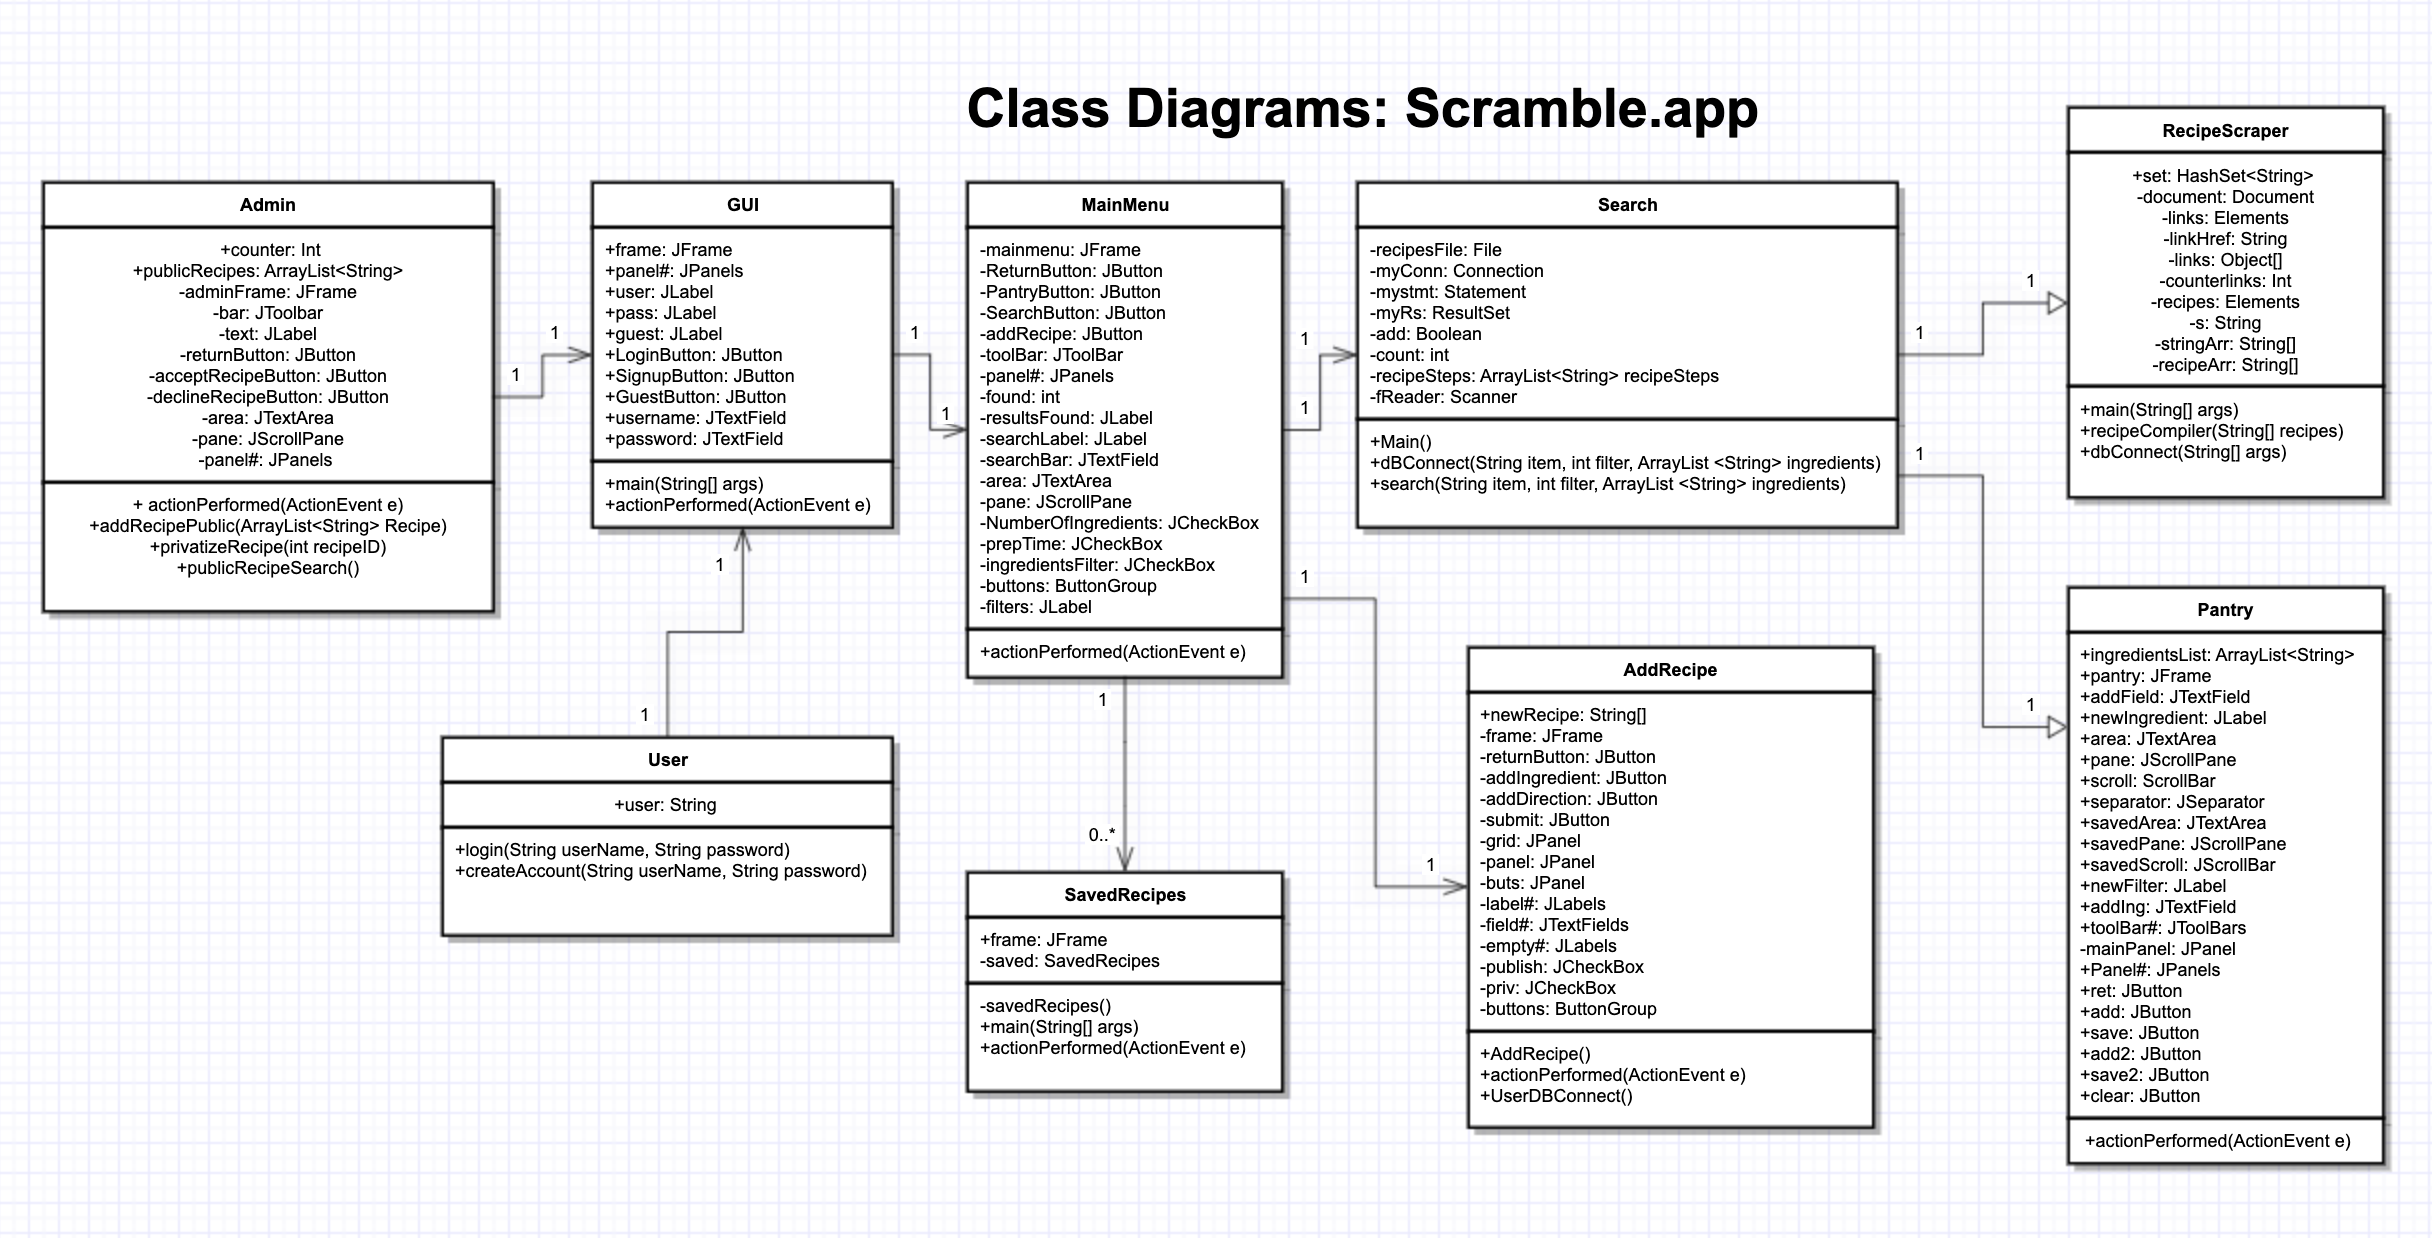 Class Diagrams: Scramble.app
Admin
+counter: Int
+publicRecipes: ArrayList<String>
-adminFrame: JFrame
-bar: JToolbar
-text: JLabel
-returnButton: JButton
-acceptRecipeButton: JButton
-declineRecipeButton: JButton
-area: JTextArea
-pane: JScrollPane
-panel#: JPanels
+ actionPerformed(ActionEvent e)
+addRecipePublic(ArrayList<String> Recipe)
+privatizeRecipe(int recipeID)
+publicRecipeSearch()
1
1
GUI
+frame: JFrame
+panel#: JPanels
+user: JLabel
+pass: JLabel
+guest: JLabel
+LoginButton: JButton
+SignupButton: JButton
+GuestButton: JButton
+username: JTextField
+password: JTextField
+main(String[] args)
+actionPerformed(ActionEvent e)
1
1
1
1
User
+user: String
+login(String userName, String password)
+createAccount(String userName, String password)
MainMenu
-mainmenu: JFrame
-ReturnButton: JButton
-PantryButton: JButton
-SearchButton: JButton
-addRecipe: JButton
-toolBar: JToolBar
-panel#: JPanels
-found: int
-resultsFound: JLabel
-searchLabel: JLabel
-searchBar: JTextField
-area: JTextArea
-pane: JScrollPane
-NumberOfIngredients: JCheckBox
-prepTime: JCheckBox
-ingredientsFilter: JCheckBox
-buttons: ButtonGroup
-filters: JLabel
+actionPerformed(ActionEvent e)
1
1
1
1
1
0..*
SavedRecipes
+frame: JFrame
-saved: SavedRecipes
-savedRecipes()
+main(String[] args)
+actionPerformed(ActionEvent e)
Search
-recipesFile: File
-myConn: Connection
-mystmt: Statement
-myRs: ResultSet
-add: Boolean
-count: int
-recipeSteps: ArrayList<String> recipeSteps
-fReader: Scanner
+Main()
+dBConnect(String item, int filter, ArrayList <String> ingredients)
+search(String item, int filter, ArrayList <String> ingredients)
1
1
1
1
AddRecipe
+newRecipe: String[]
-frame: JFrame
-returnButton: JButton
-addIngredient: JButton
-addDirection: JButton
-submit: JButton
-grid: JPanel
-panel: JPanel
-buts: JPanel
-label#: JLabels
-field#: JTextFields
-empty#: JLabels
-publish: JCheckBox
-priv: JCheckBox
-buttons: ButtonGroup
+AddRecipe()
+actionPerformed(ActionEvent e)
+UserDBConnect()
RecipeScraper
+set: HashSet<String>
-document: Document
-links: Elements
-linkHref: String
-links: Object[]
-counterlinks: Int
-recipes: Elements
-s: String
-stringArr: String[]
-recipeArr: String[]
+main(String[] args)
+recipeCompiler(String[] recipes)
+dbConnect(String[] args)
Pantry
+ingredientsList: ArrayList<String>
+pantry: JFrame
+addField: JTextField
+newIngredient: JLabel
+area: JTextArea
+pane: JScrollPane
+scroll: ScrollBar
+separator: JSeparator
+savedArea: JTextArea
+savedPane: JScrollPane
+savedScroll: JScrollBar
+newFilter: JLabel
+addIng: JTextField
+toolBar#: JToolBars
-mainPanel: JPanel
+Panel#: JPanels
+ret: JButton
+add: JButton
+save: JButton
+add2: JButton
+save2: JButton
+clear: JButton
+actionPerformed(ActionEvent e)